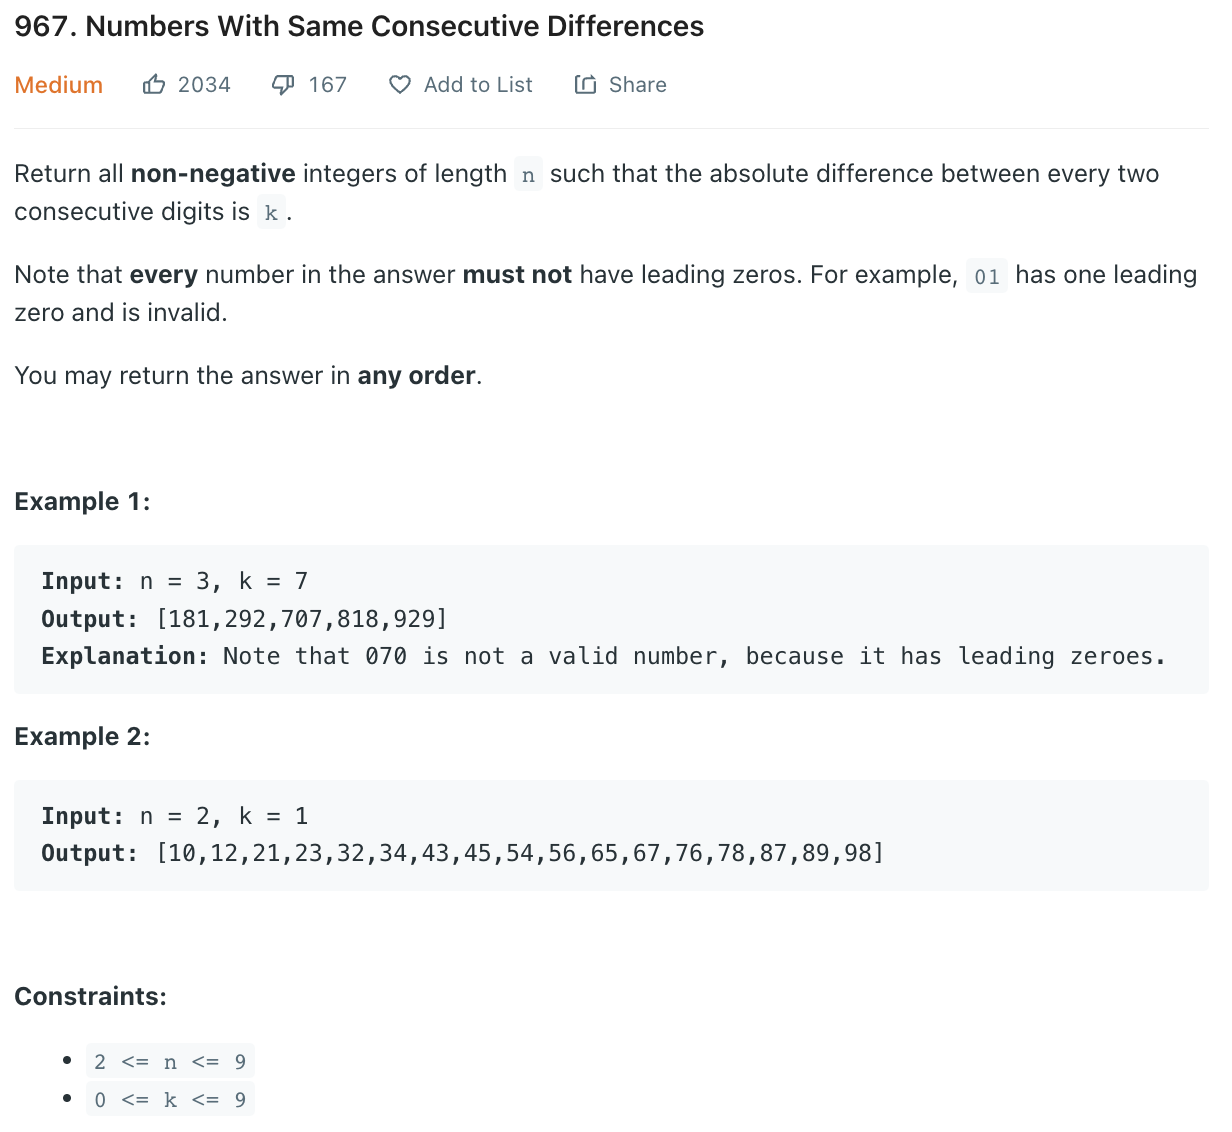 967. Numbers With Same Consecutive Differences
Medium 2034 167 Add to List Share
Return all non-negative integers of length n such that the absolute difference between every two
consecutive digits is k.
Note that every number in the answer must not have leading zeros. For example, 01 has one leading
zero and is invalid.
You may return the answer in any order.
Example 1:
Input: n = 3, k = 7
Output: [181,292,707,818,929]
Explanation: Note that 070 is not a valid number, because it has leading zeroes.
Example 2:
Input: n = 2, k = 1
Output: [10,12,21,23,32,34,43,45,54,56,65,67,76,78,87,89,98]
Constraints:
• 2 <= n <= 9
• 0 <= k <= 9